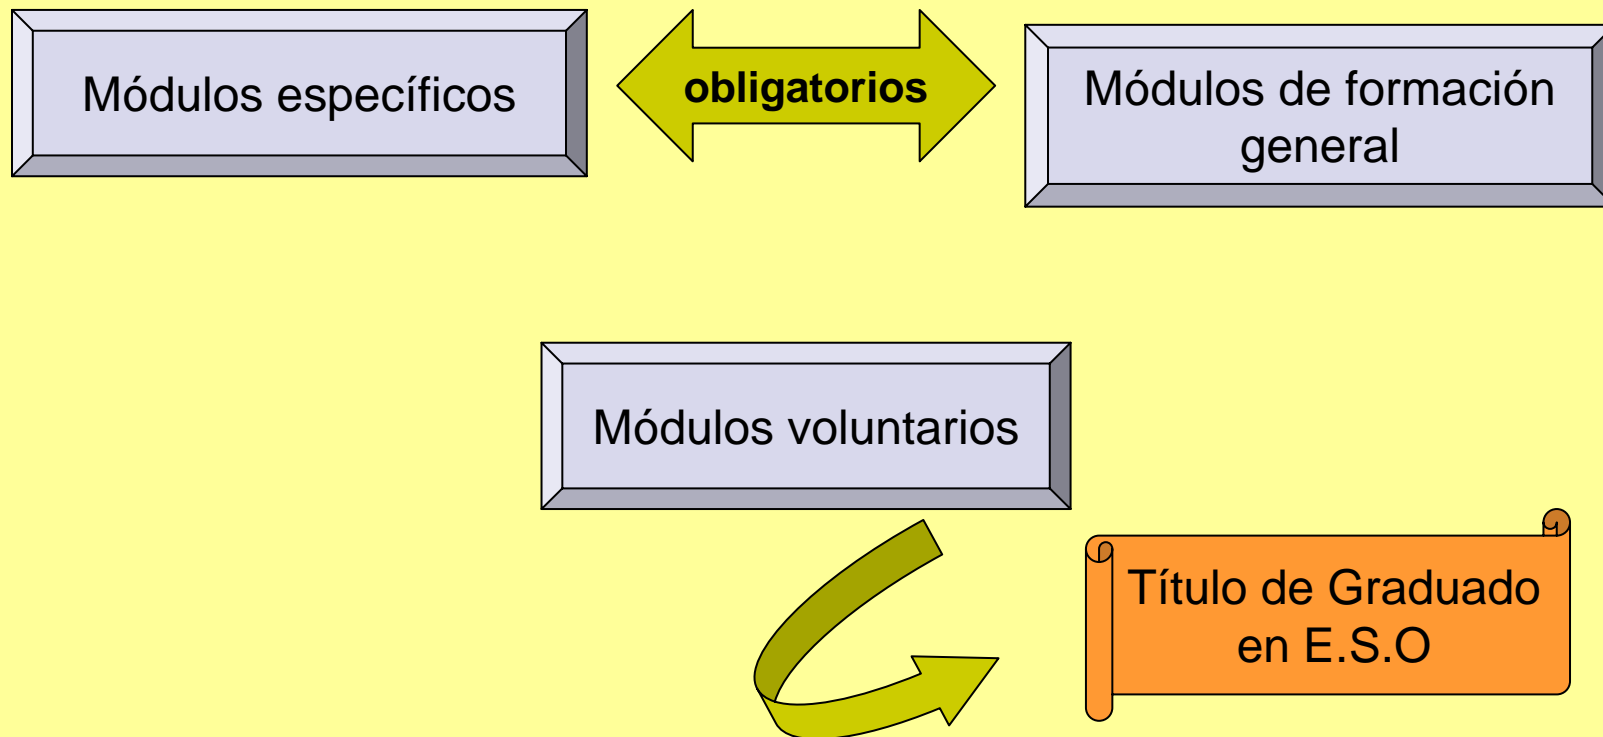 Módulos específicos
obligatorios
Módulos de formación
general
Módulos voluntarios
Título de Graduado
en E.S.O